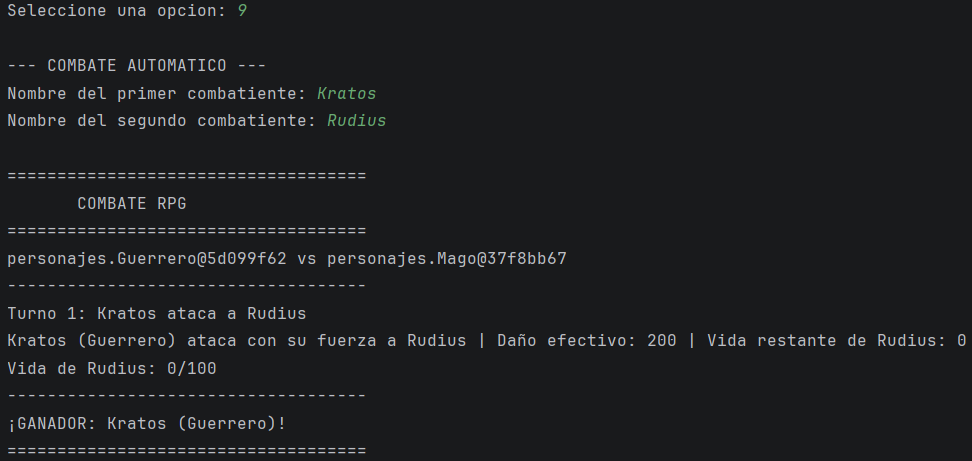 Seleccione una opcion: 9
--- COMBATE AUTOMATICO ---
Nombre del primer combatiente: Kratos
Nombre del segundo combatiente: Rudius
====================================
COMBATE RPG
====================================
personajes.Guerrero@5d099f62 vs personajes.Mago@37f8bb67
------------------------------------
Turno 1: Kratos ataca a Rudius
Kratos (Guerrero) ataca con su fuerza a Rudius | Daño efectivo: 200 | Vida restante de Rudius: 0
Vida de Rudius: 0/100
------------------------------------
¡GANADOR: Kratos (Guerrero)!
====================================